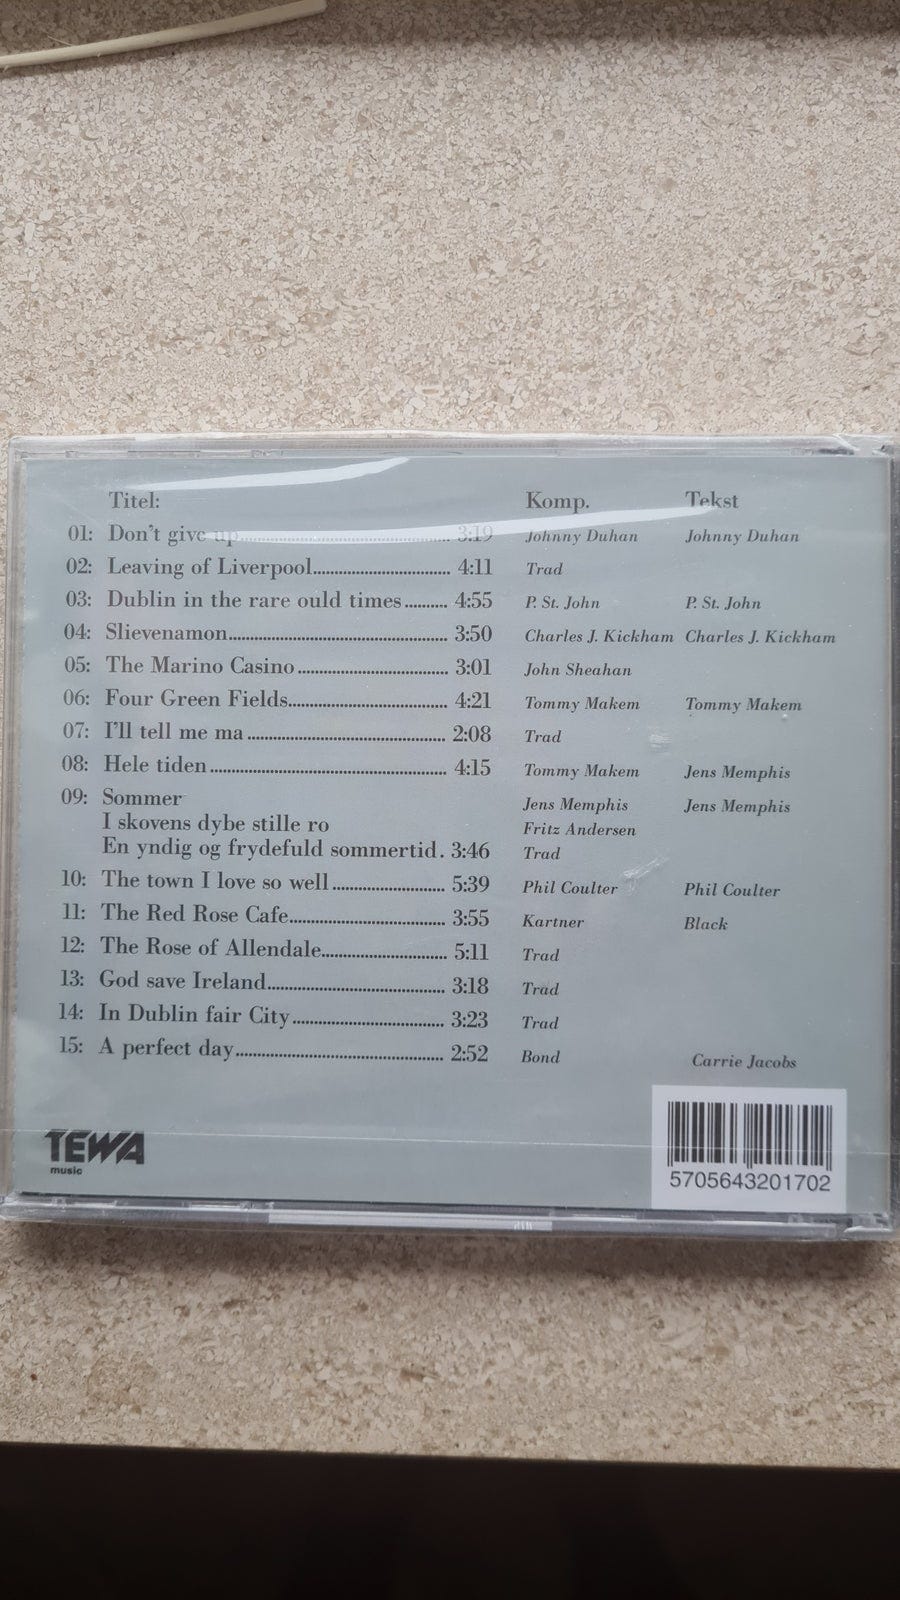 Titel: Komp. Tekst
01: Don't give up 3:19 Johnny Duhan Johnny Duhan
02: Leaving of Liverpool 4:11 Trad
03: Dublin in the rare ould times 4:55 P. St. John P. St. John
04: Slievenamon 3:50 Charles J. Kickham Charles J. Kickham
05: The Marino Casino 3:01 John Sheahan
06: Four Green Fields 4:21 Tommy Makem Tommy Makem
07: I'll tell me ma 2:08 Trad
08: Hele tiden 4:15 Tommy Makem Jens Memphis
09: Sommer Jens Memphis Jens Memphis
I skovens dybe stille ro Fritz Andersen
En yndig og frydefuld sommertid. 3:46 Trad
10: The town I love so well 5:39 Phil Coulter Phil Coulter
11: The Red Rose Cafe 3:55 Kartner Black
12: The Rose of Allendale 5:11 Trad
13: God save Ireland 3:18 Trad
14: In Dublin fair City 3:23 Trad
15: A perfect day 2:52 Bond Carrie Jacobs
TEWA
music
5705643201702